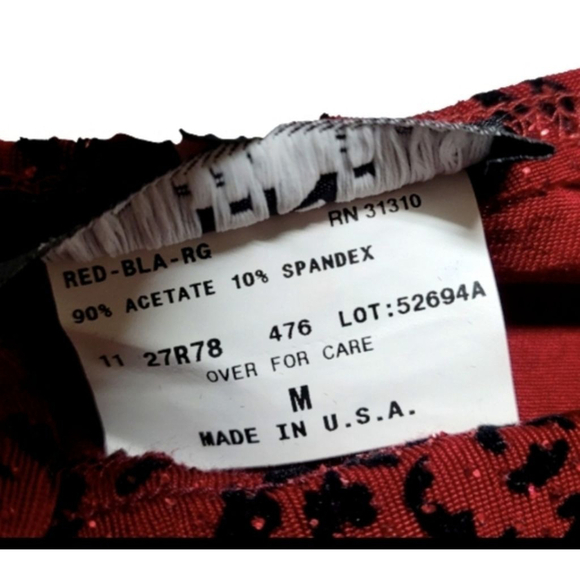 RN 31310
RED-BLA-RG
90% ACETATE 10% SPANDEX
11 27R78 476 LOT:52694A
OVER FOR CARE
M
MADE IN U.S.A.